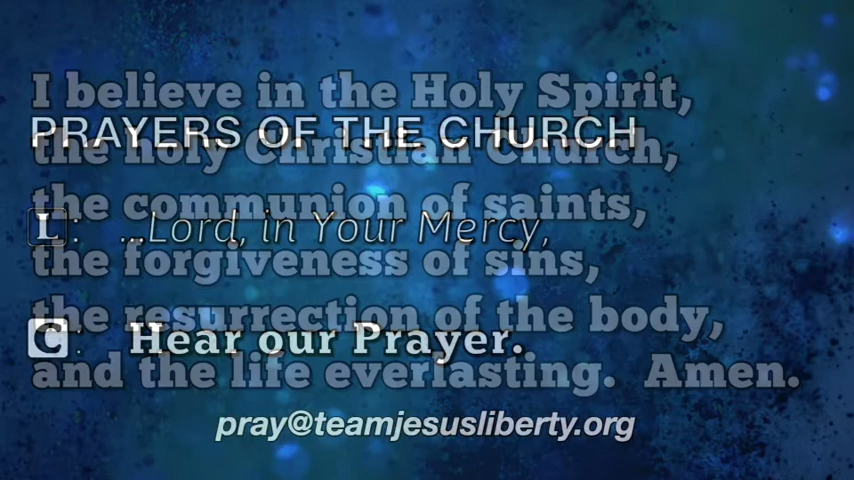 I believe in the Holy Spirit,
PRAYERS OF THE CHURCH
the holy Christian Church,
the communion of saints,
L: ...Lord, in Your Mercy,
the forgiveness of sins,
the resurrection of the body,
C: Hear our Prayer.
and the life everlasting. Amen.
pray@teamjesusliberty.org